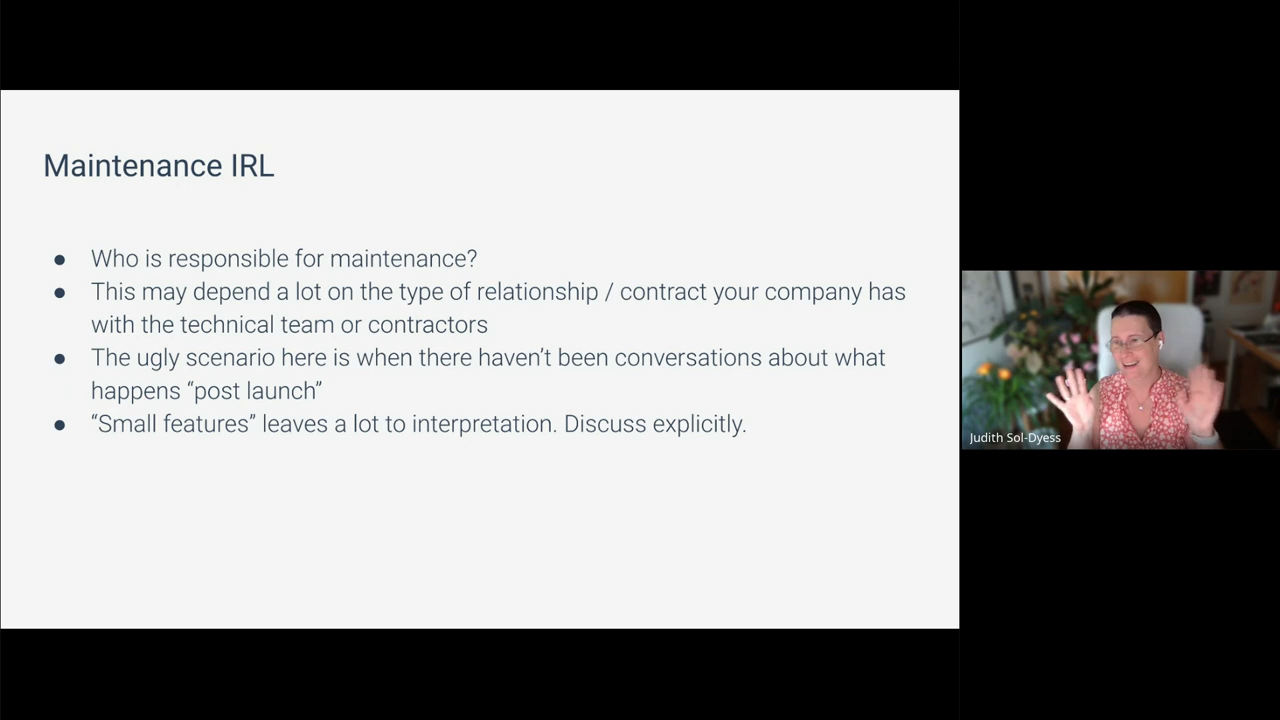 Maintenance IRL
● Who is responsible for maintenance?
● This may depend a lot on the type of relationship / contract your company has
with the technical team or contractors
● The ugly scenario here is when there haven’t been conversations about what
happens “post launch”
● “Small features” leaves a lot to interpretation. Discuss explicitly.
Judith Sol-Dyess